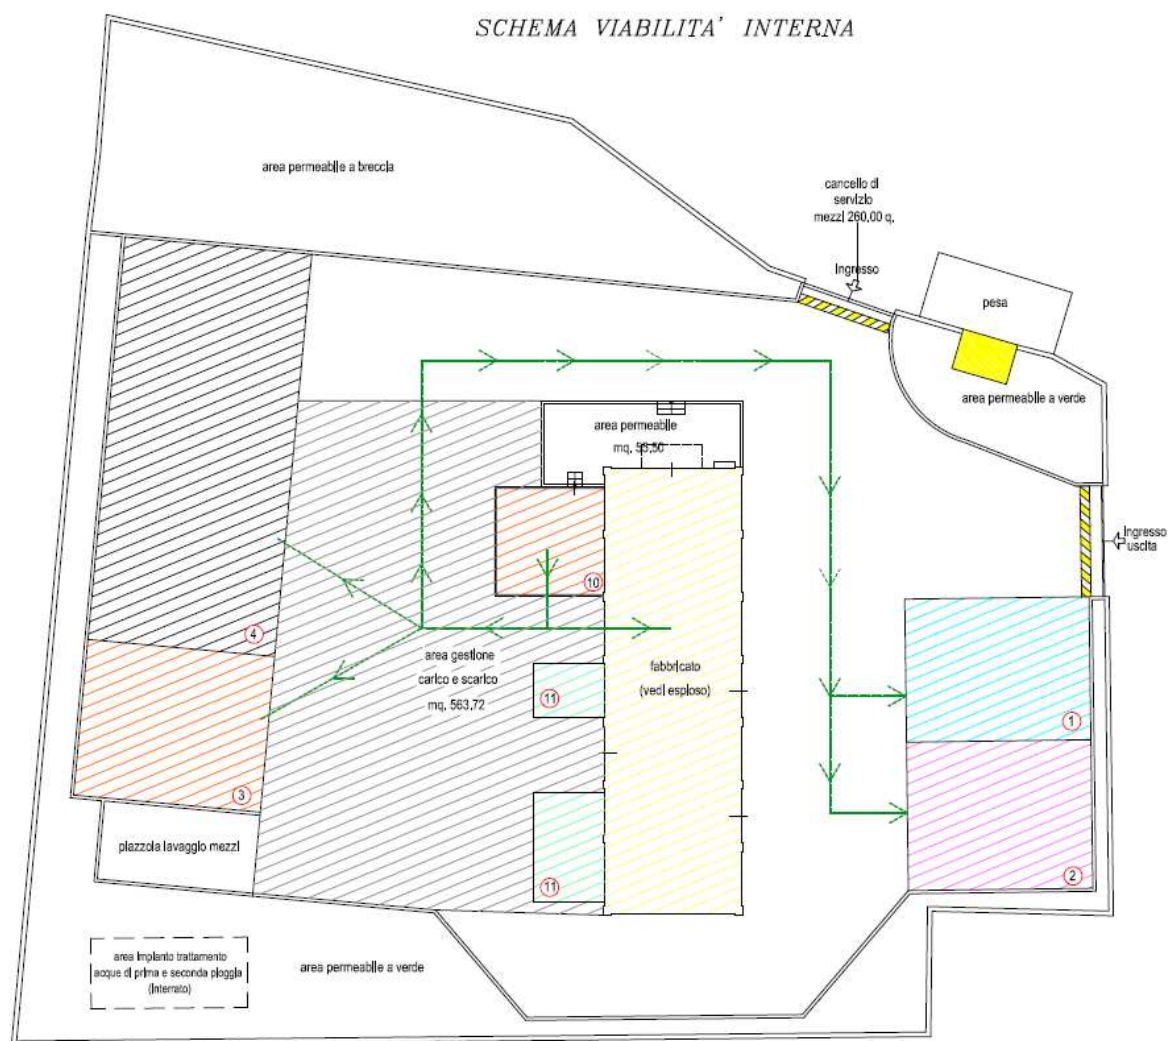 SCHEMA VIABILITA' INTERNA
area permeabile a breccia
cancello di
servizio
mezzi 260,00 q.
Ingresso
pesa
area permeabile a verde
area permeabile
mq. 55,50
Ingresso
uscita
10
4
area gestione
carico e scarico
mq. 563,72
fabbricato
(vedi esploso)
11
1
3
plazzola lavaggio mezzi
11
2
area impianto trattamento
acque di prima e seconda pioggia
(interrato)
area permeabile a verde